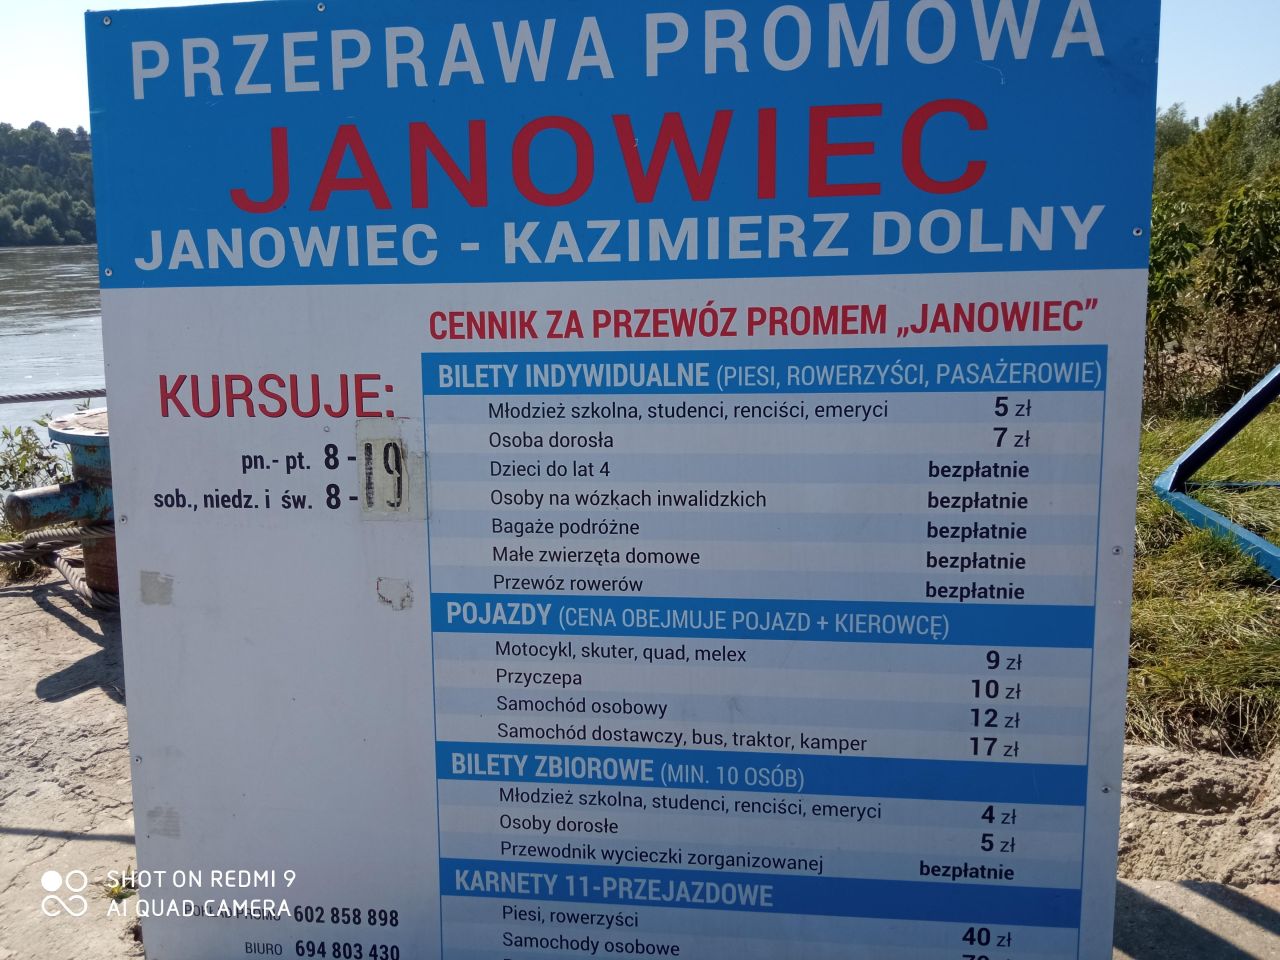 PRZEPRAWA PROMOWA
JANOWIEC
JANOWIEC - KAZIMIERZ DOLNY
CENNIK ZA PRZEWÓZ PROMEM „JANOWIEC”
KURSUJE:
pn.- pt. 8 - 19
sob., niedz. i św. 8 - 19
BILETY INDYWIDUALNE (PIESI, ROWERZYŚCI, PASAŻEROWIE)
Młodzież szkolna, studenci, renciści, emeryci 5 zł
Osoba dorosła 7 zł
Dzieci do lat 4 bezpłatnie
Osoby na wózkach inwalidzkich bezpłatnie
Bagaże podróżne bezpłatnie
Małe zwierzęta domowe bezpłatnie
Przewóz rowerów bezpłatnie
POJAZDY (CENA OBEJMUJE POJAZD + KIEROWCĘ)
Motocykl, skuter, quad, melex 9 zł
Przyczepa 10 zł
Samochód osobowy 12 zł
Samochód dostawczy, bus, traktor, kamper 17 zł
BILETY ZBIOROWE (MIN. 10 OSÓB)
Młodzież szkolna, studenci, renciści, emeryci 4 zł
Osoby dorosłe 5 zł
Przewodnik wycieczki zorganizowanej bezpłatnie
KARNETY 11-PRZEJAZDOWE
Piesi, rowerzyści 40 zł
Samochody osobowe
602 858 898
BIURO 694 803 430
SHOT ON REDMI 9
AI QUAD CAMERA